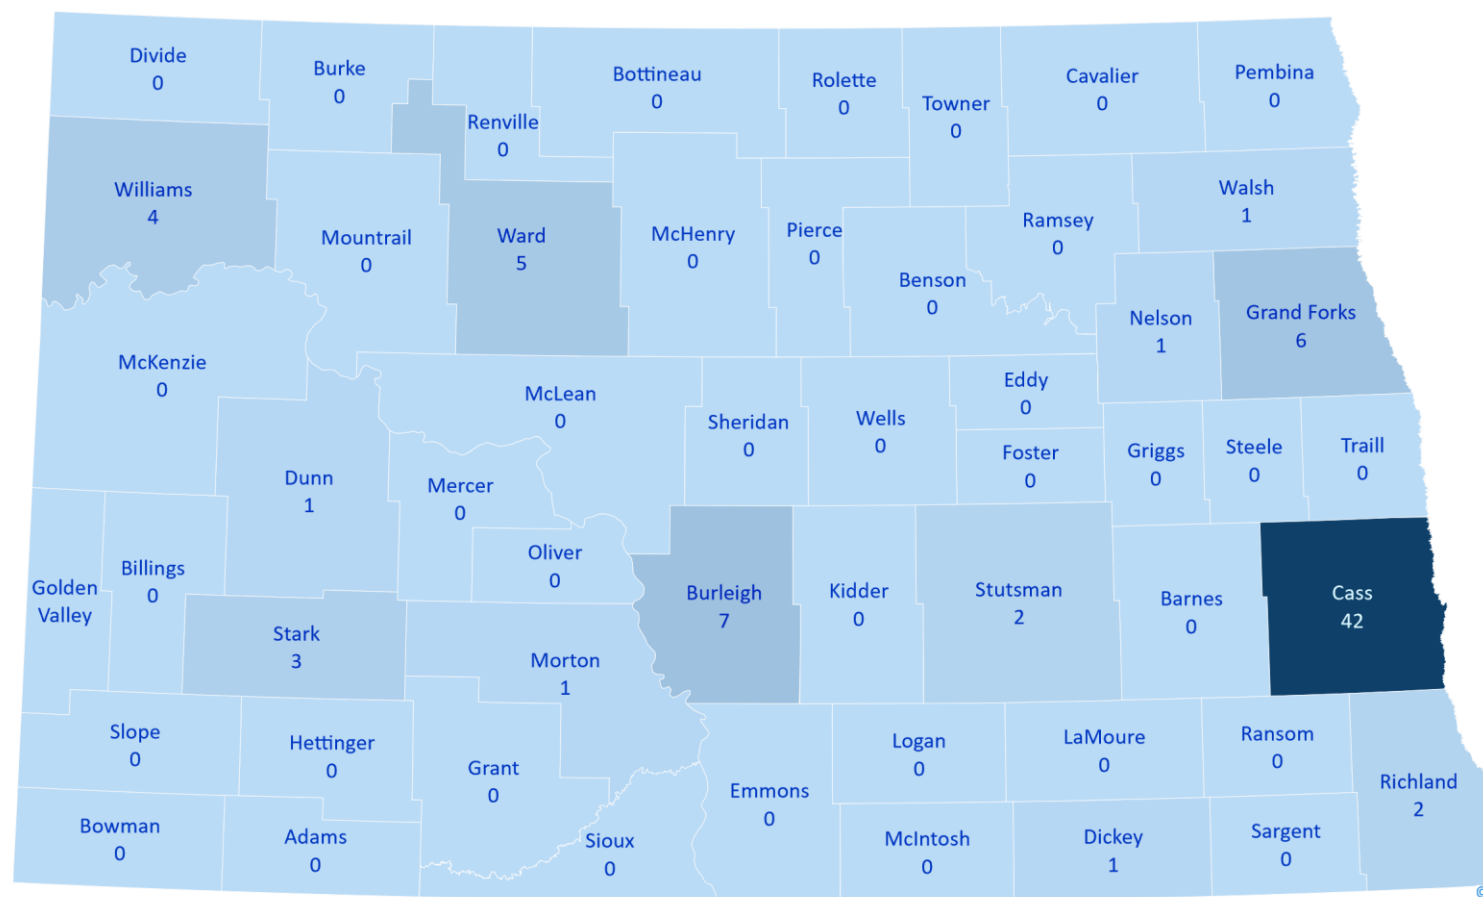 Divide
0
Burke
0
Bottineau
0
Rolette
0
Towner
0
Cavalier
0
Pembina
0
Renville
0
Williams
4
Mountrail
0
Ward
5
McHenry
0
Pierce
0
Benson
0
Ramsey
0
Walsh
1
Nelson
1
Grand Forks
6
McKenzie
0
McLean
0
Sheridan
0
Wells
0
Eddy
0
Foster
0
Griggs
0
Steele
0
Traill
0
Dunn
1
Mercer
0
Oliver
0
Golden
Valley
Billings
0
Stark
3
Morton
1
Burleigh
7
Kidder
0
Stutsman
2
Barnes
0
Cass
42
Slope
0
Hettinger
0
Grant
0
Emmons
0
Logan
0
LaMoure
0
Ransom
0
Richland
2
Bowman
0
Adams
0
Sioux
0
McIntosh
0
Dickey
1
Sargent
0
©